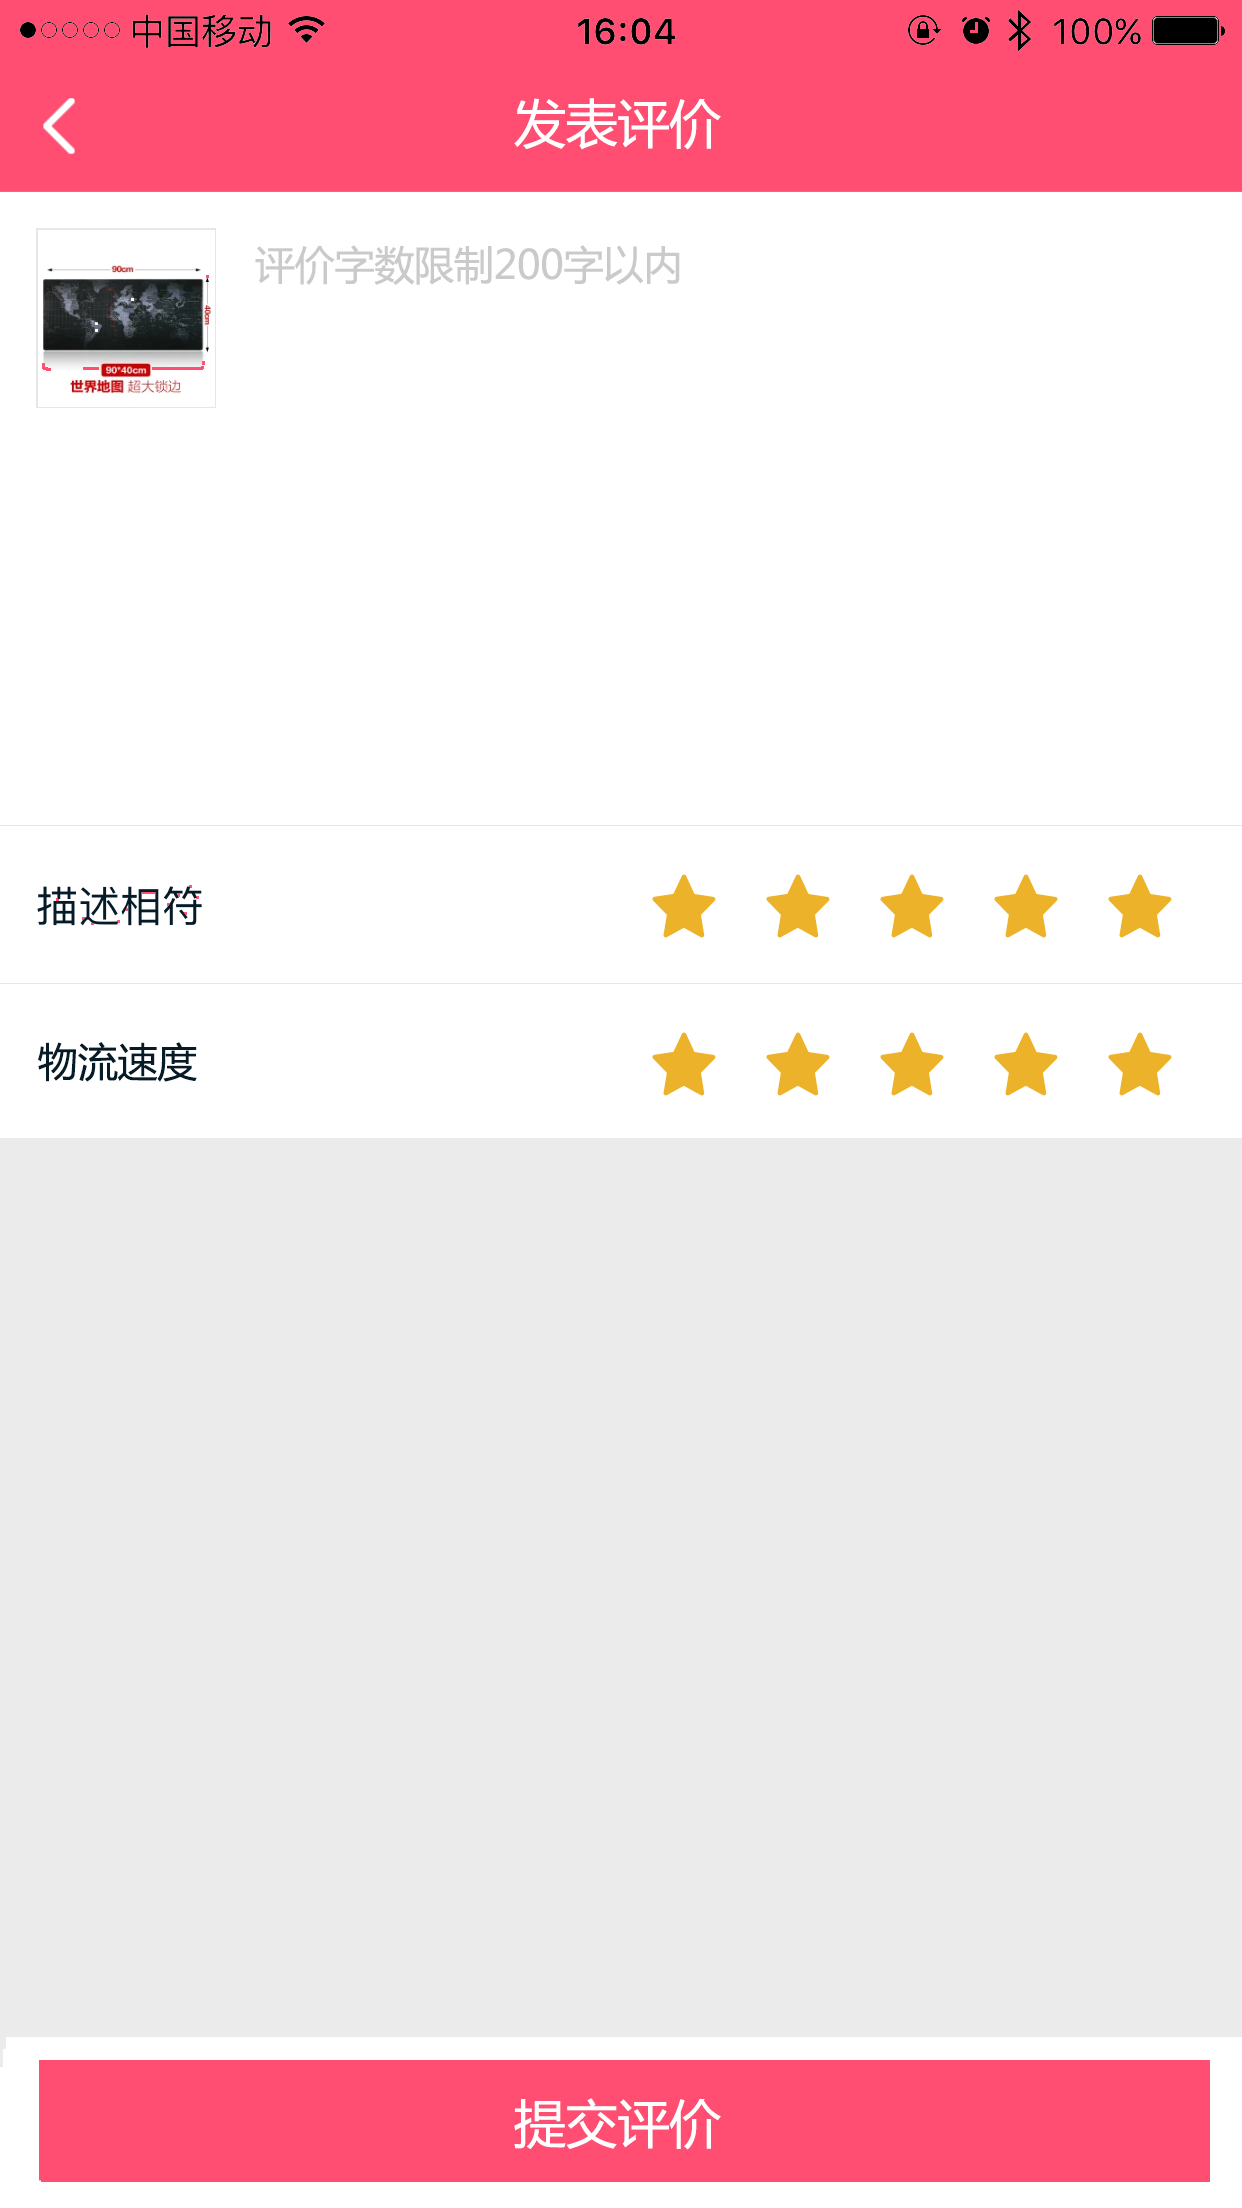 中国移动 16:04 100%
发表评价
评价字数限制200字以内
90cm
40cm
90*40cm
世界地图 超大锁边
描述相符
物流速度
提交评价